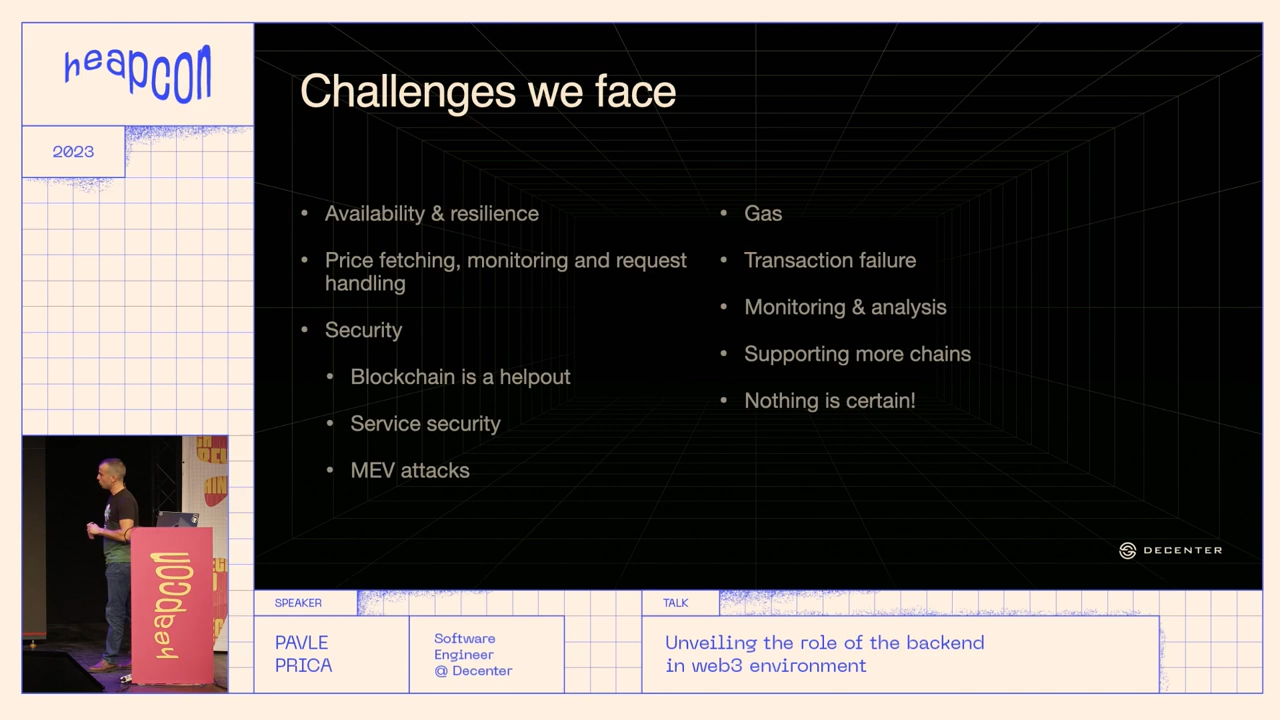 heapcon
2023
Challenges we face
• Availability & resilience
• Price fetching, monitoring and request
handling
• Security
• Blockchain is a helpout
• Service security
• MEV attacks
• Gas
• Transaction failure
• Monitoring & analysis
• Supporting more chains
• Nothing is certain!
DECENTER
heapcon
SPEAKER
PAVLE
PRICA
Software
Engineer
@ Decenter
TALK
Unveiling the role of the backend
in web3 environment